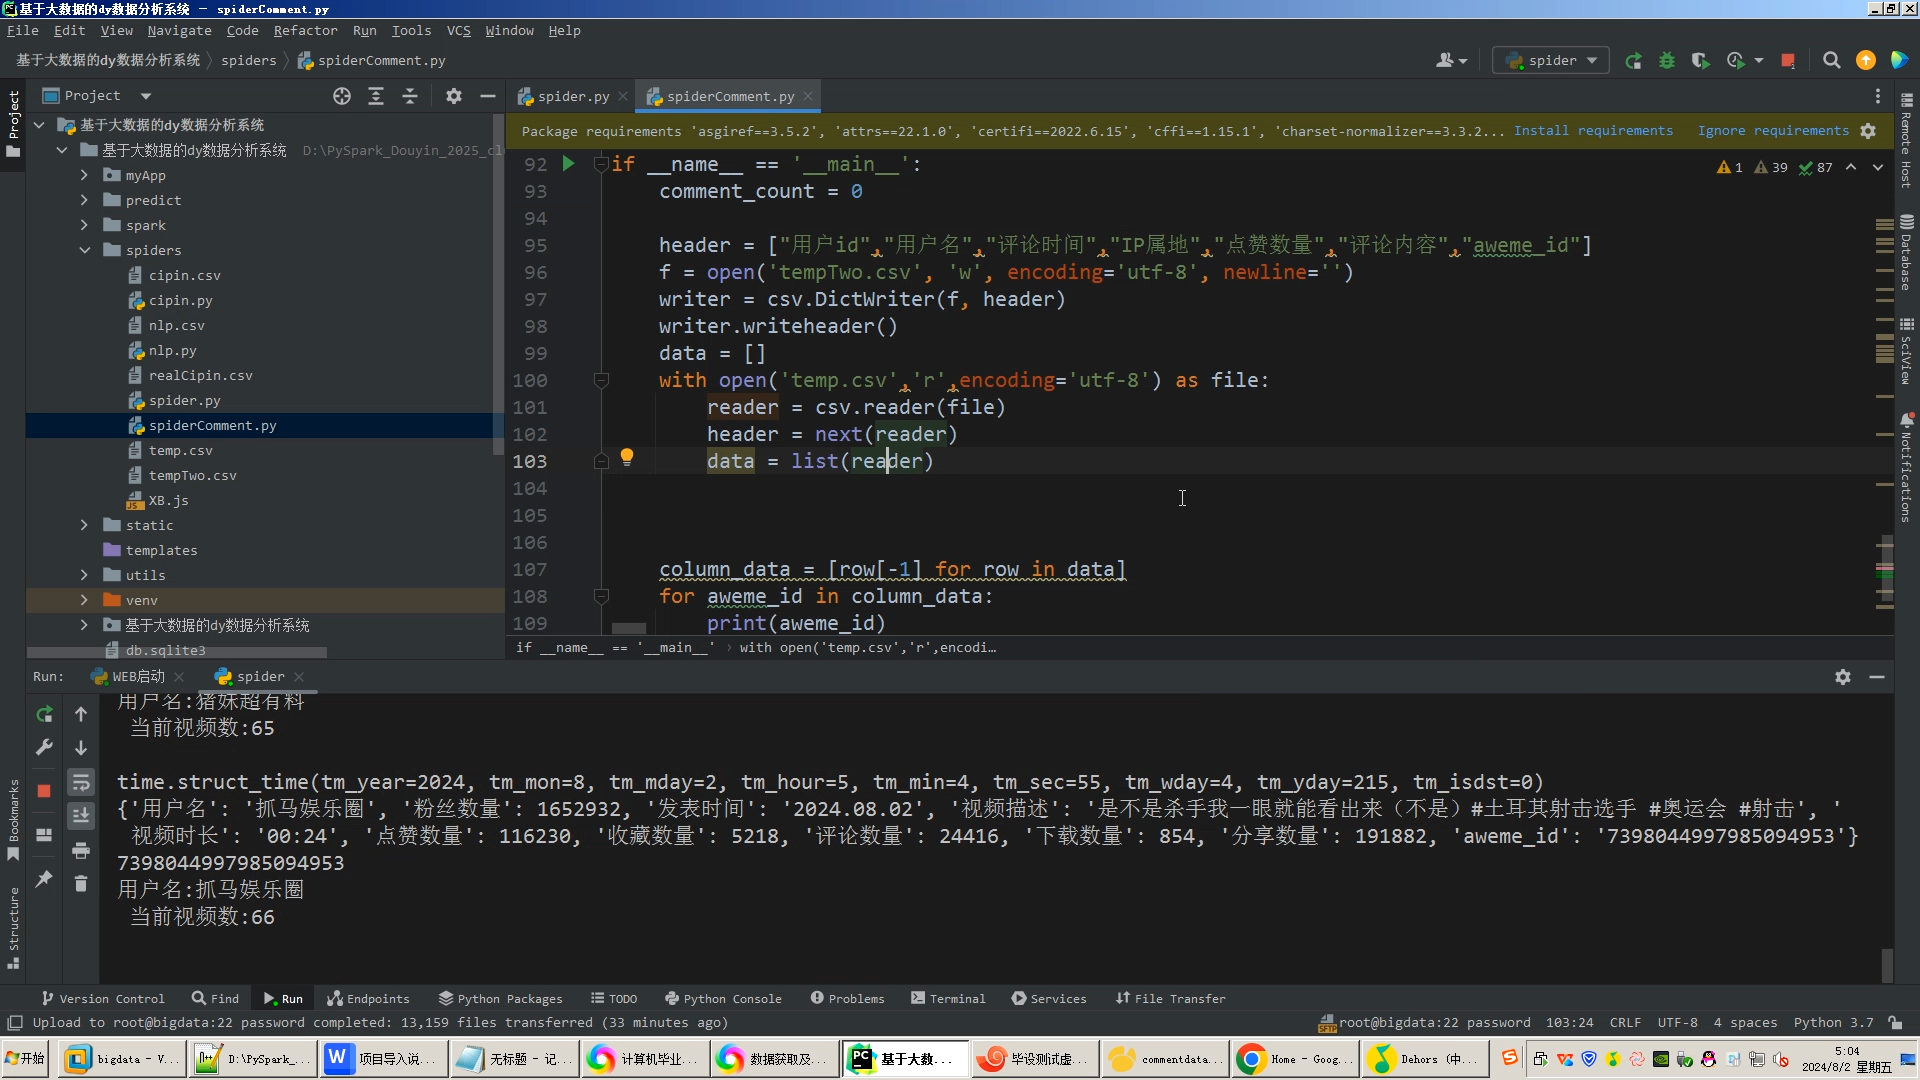 基于大数据的dy数据分析系统 – spiderComment.py
File Edit View Navigate Code Refactor Run Tools VCS Window Help
基于大数据的dy数据分析系统 〉 spiders 〉 spiderComment.py
spider
Project
spider.py
spiderComment.py
Package requirements 'asgiref==3.5.2', 'attrs==22.1.0', 'certifi==2022.6.15', 'cffi==1.15.1', 'charset-normalizer==3.3.2... Install requirements Ignore requirements
基于大数据的dy数据分析系统
基于大数据的dy数据分析系统 D:\PySpark_Douyin_2025_cl
myApp
predict
spark
spiders
cipin.csv
cipin.py
nlp.csv
nlp.py
realCipin.csv
spider.py
spiderComment.py
temp.csv
tempTwo.csv
XB.js
static
templates
utils
venv
基于大数据的dy数据分析系统
db.sqlite3
1 39 87
92 if __name__ == '__main__':
93 comment_count = 0
94
95 header = ["用户id","用户名","评论时间","IP属地","点赞数量","评论内容","aweme_id"]
96 f = open('tempTwo.csv', 'w', encoding='utf-8', newline='')
97 writer = csv.DictWriter(f, header)
98 writer.writeheader()
99 data = []
100 with open('temp.csv','r',encoding='utf-8') as file:
101 reader = csv.reader(file)
102 header = next(reader)
103 data = list(reader)
104
105
106
107 column_data = [row[-1] for row in data]
108 for aweme_id in column_data:
109 print(aweme_id)
if __name__ == '__main__' › with open('temp.csv','r',encodi...
Project
Bookmarks
Structure
Remote Host
Database
SciView
Notifications
Run: WEB启动 spider
用户名:猪妹超有料
当前视频数:65
time.struct_time(tm_year=2024, tm_mon=8, tm_mday=2, tm_hour=5, tm_min=4, tm_sec=55, tm_wday=4, tm_yday=215, tm_isdst=0)
{'用户名': '抓马娱乐圈', '粉丝数量': 1652932, '发表时间': '2024.08.02', '视频描述': '是不是杀手我一眼就能看出来（不是）#土耳其射击选手 #奥运会 #射击', '
视频时长': '00:24', '点赞数量': 116230, '收藏数量': 5218, '评论数量': 24416, '下载数量': 854, '分享数量': 191882, 'aweme_id': '7398044997985094953'}
7398044997985094953
用户名:抓马娱乐圈
当前视频数:66
Version Control Find Run Endpoints Python Packages TODO Python Console Problems Terminal Services File Transfer
Upload to root@bigdata:22 password completed: 13,159 files transferred (33 minutes ago) root@bigdata:22 password 103:24 CRLF UTF-8 4 spaces Python 3.7
开始 bigdata - V... D:\PySpark_... 项目导入说... 无标题 - 记... 计算机毕业... 数据获取及... 基于大数... 毕设测试虚... commentdata... Home - Goog... Dehors (中...
5:04
2024/8/2 星期五